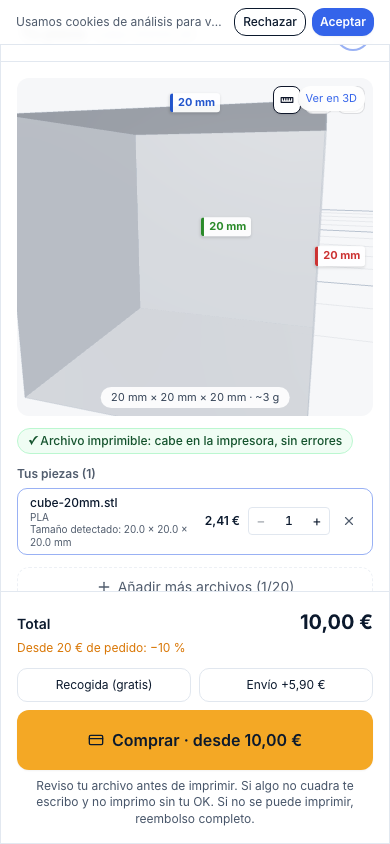 Usamos cookies de análisis para v...
Rechazar
Aceptar
20 mm
Ver en 3D
20 mm
20 mm
20 mm × 20 mm × 20 mm · ~3 g
✓ Archivo imprimible: cabe en la impresora, sin errores
Tus piezas (1)
cube-20mm.stl
PLA
Tamaño detectado: 20.0 × 20.0 ×
20.0 mm
2,41 €
− 1 +
×
+ Añadir más archivos (1/20)
Total
10,00 €
Desde 20 € de pedido: −10 %
Recogida (gratis)
Envío +5,90 €
Comprar · desde 10,00 €
Reviso tu archivo antes de imprimir. Si algo no cuadra te
escribo y no imprimo sin tu OK. Si no se puede imprimir,
reembolso completo.